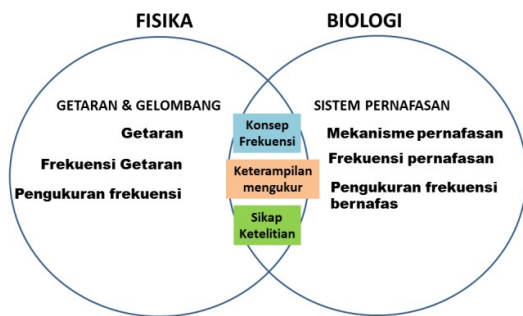 FISIKA
BIOLOGI
GETARAN & GELOMBANG
Getaran
Frekuensi Getaran
Pengukuran frekuensi
Konsep
Frekuensi
Keterampilan
mengukur
Sikap
Ketelitian
SISTEM PERNAFASAN
Mekanisme pernafasan
Frekuensi pernafasan
Pengukuran frekuensi
bernafas